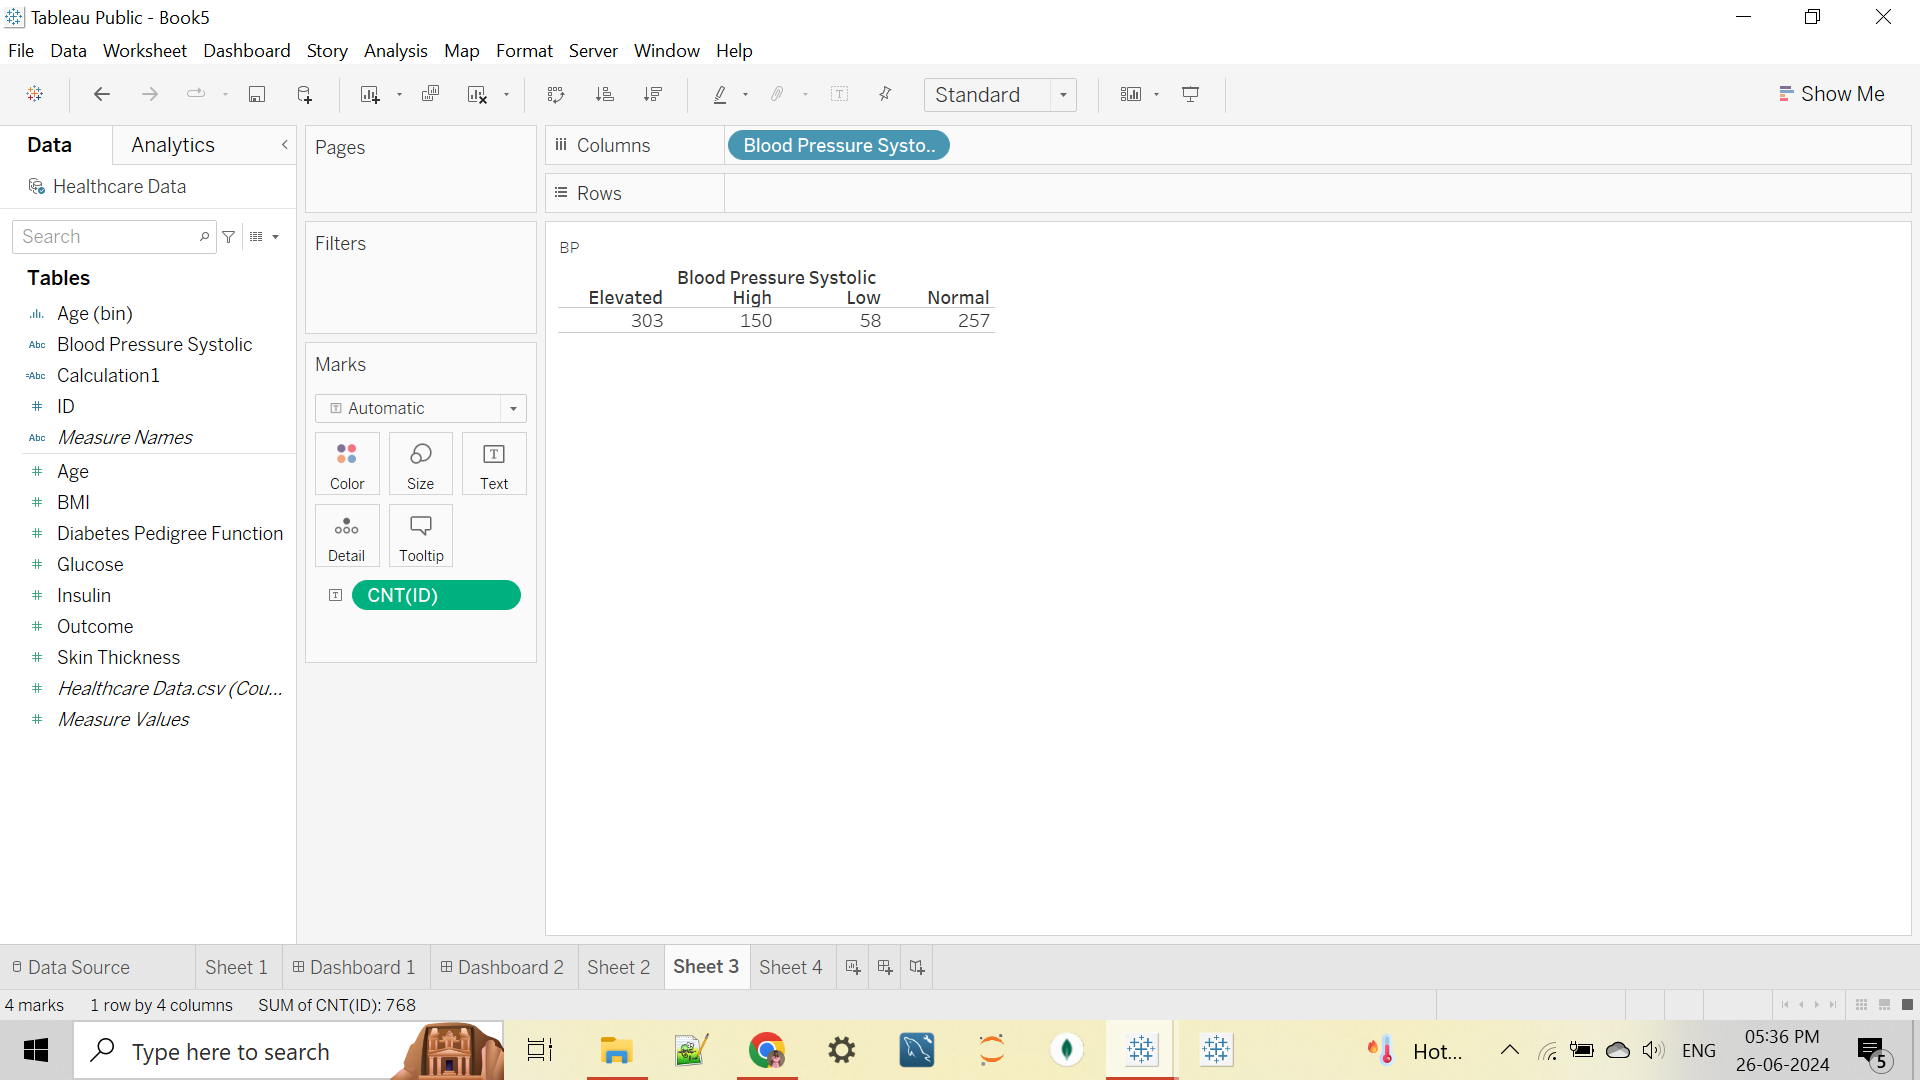 Tableau Public - Book5
File Data Worksheet Dashboard Story Analysis Map Format Server Window Help
Standard
Show Me
Data
Analytics
Healthcare Data
Search
Tables
Age (bin)
Abc Blood Pressure Systolic
=Abc Calculation1
# ID
Abc Measure Names
# Age
# BMI
# Diabetes Pedigree Function
# Glucose
# Insulin
# Outcome
# Skin Thickness
# Healthcare Data.csv (Cou...
# Measure Values
Pages
Filters
Marks
T Automatic
Color
Size
T Text
Detail
Tooltip
T CNT(ID)
Columns
Blood Pressure Systo..
Rows
BP
Blood Pressure Systolic
Elevated High Low Normal
303 150 58 257
Data Source Sheet 1 Dashboard 1 Dashboard 2 Sheet 2 Sheet 3 Sheet 4
4 marks 1 row by 4 columns SUM of CNT(ID): 768
Type here to search
Hot...
ENG
05:36 PM
26-06-2024
5